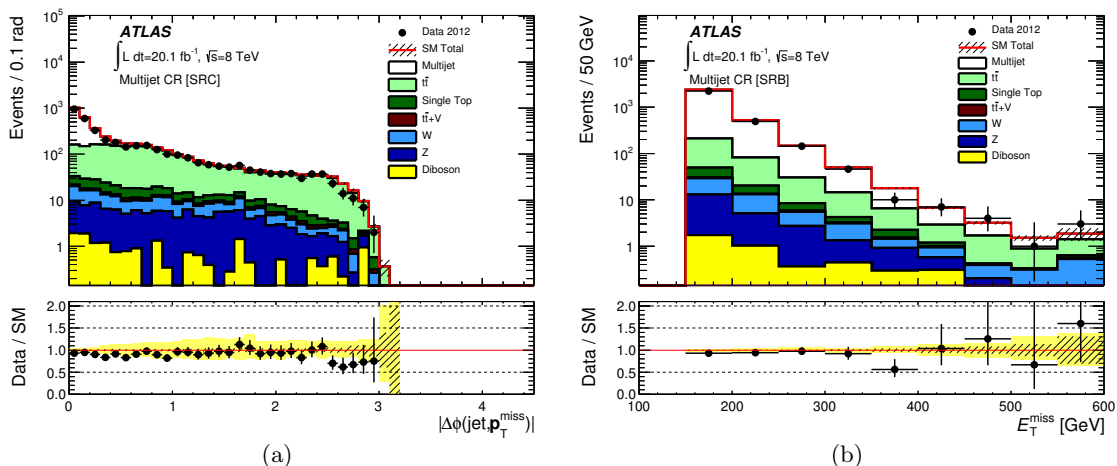 Events / 0.1 rad
10⁵
10⁴
10³
10²
10
1
ATLAS
∫L dt=20.1 fb⁻¹, √s=8 TeV
Multijet CR [SRC]
Data 2012
SM Total
Multijet
tt̄
Single Top
tt̄+V
W
Z
Diboson
Data / SM
2.0
1.5
1.0
0.5
0.0
0 1 2 3 4
|Δϕ(jet,p_T^miss)|
(a)
Events / 50 GeV
10⁵
10⁴
10³
10²
10
1
ATLAS
∫L dt=20.1 fb⁻¹, √s=8 TeV
Multijet CR [SRB]
Data 2012
SM Total
Multijet
tt̄
Single Top
tt̄+V
W
Z
Diboson
Data / SM
2.0
1.5
1.0
0.5
0.0
100 200 300 400 500 600
E_T^miss [GeV]
(b)